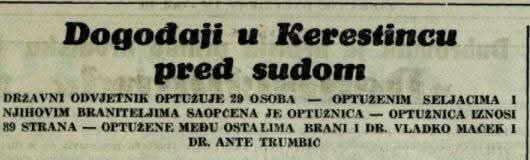 Događaji u Kerestincu
pred sudom
DRŽAVNI ODVJETNIK OPTUŽUJE 29 OSOBA — OPTUŽENIM SELJACIMA I
NJIHOVIM BRANITELJIMA SAOPĆENA JE OPTUŽNICA — OPTUŽNICA IZNOSI
89 STRANA — OPTUŽENE MEĐU OSTALIMA BRANI I DR. VLADKO MAČEK I
DR. ANTE TRUMBIĆ